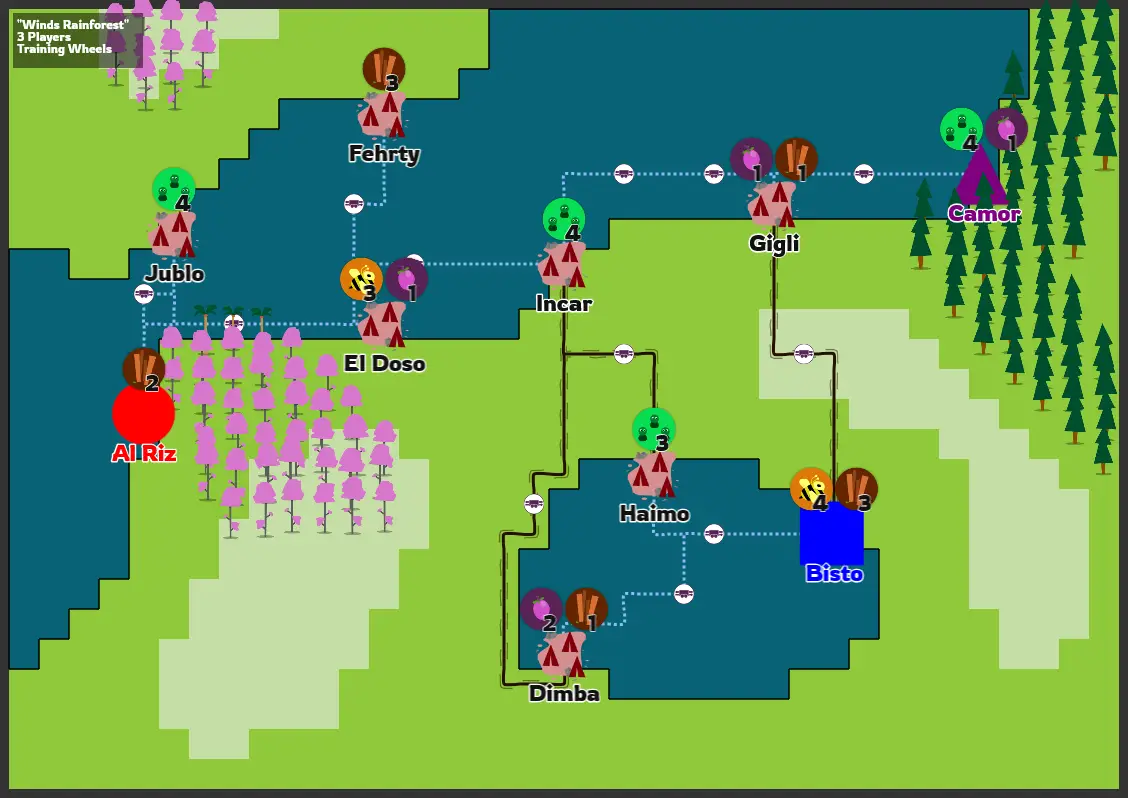 "Winds Rainforest"
3 Players
Training Wheels
3
Fehrty
4
Jublo
4
Incar
1
1
Gigli
4
1
Camor
3
1
El Doso
2
Al Riz
3
Haimo
4
3
Bisto
2
1
Dimba